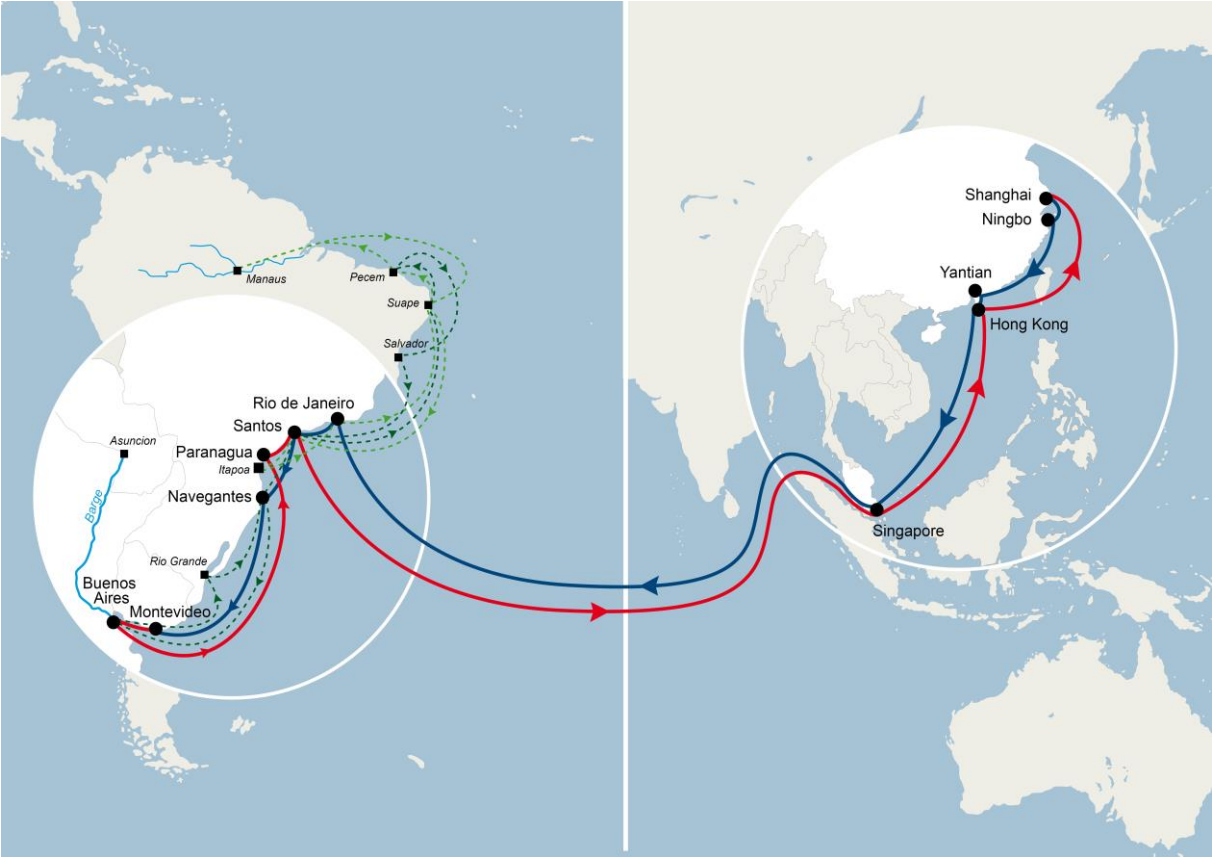 Manaus
Pecem
Suape
Salvador
Rio de Janeiro
Santos
Asuncion
Paranagua
Itapoa
Navegantes
Barge
Rio Grande
Buenos
Aires
Montevideo
Shanghai
Ningbo
Yantian
Hong Kong
Singapore